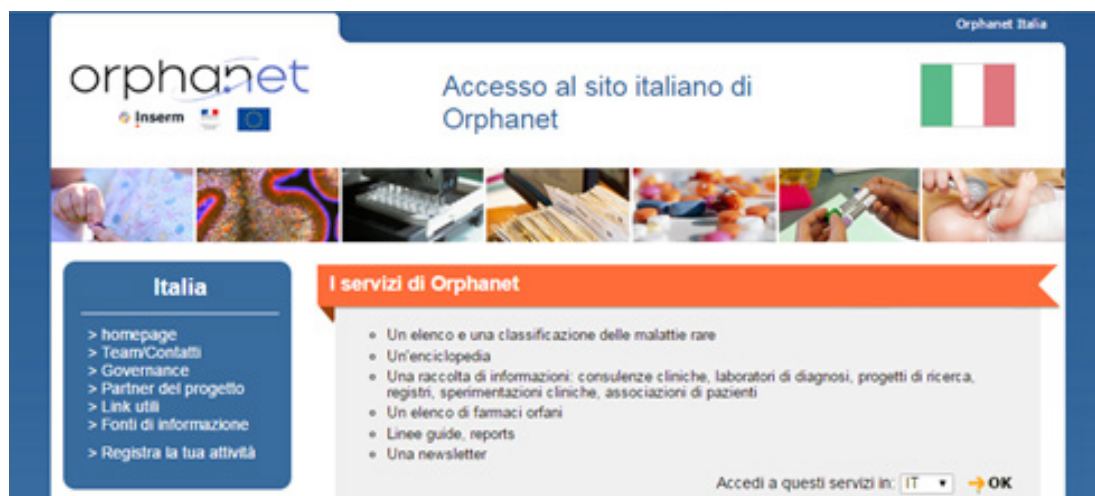 Orphanet Italia
orphanet
Inserm
Accesso al sito italiano di
Orphanet
Italia
> homepage
> Team/Contatti
> Governance
> Partner del progetto
> Link utili
> Fonti di informazione
> Registra la tua attività
I servizi di Orphanet
Un elenco e una classificazione delle malattie rare
Un'enciclopedia
Una raccolta di informazioni: consulenze cliniche, laboratori di diagnosi, progetti di ricerca,
registri, sperimentazioni cliniche, associazioni di pazienti
Un elenco di farmaci orfani
Linee guide, reports
Una newsletter
Accedi a questi servizi in: IT OK